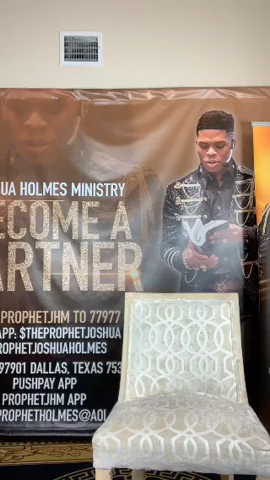 UA HOLMES MINISTRY
ECOME A
ARTNER
PROPHETJHM TO 77977
APP: $THEPROPHETJOSHUA
ROPHETJOSHUAHOLMES
97901 DALLAS, TEXAS 753
PUSHPAY APP
PROPHETJHM APP
PROPHETHOLMES@AOL